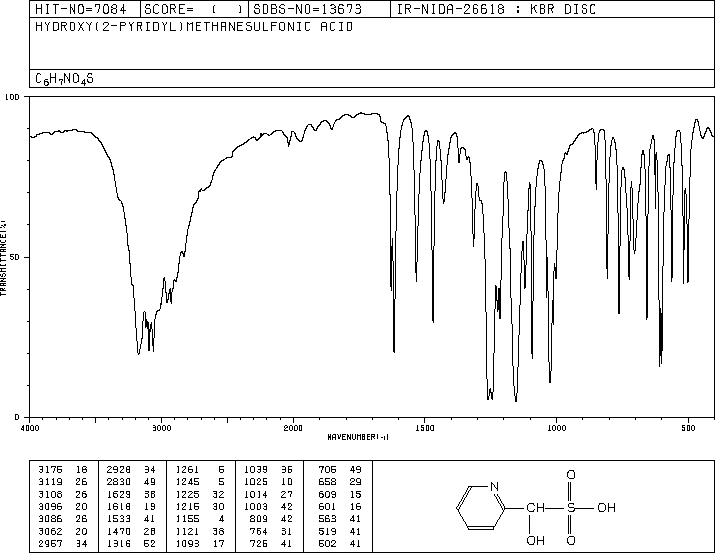 HIT-NO=7084 SCORE= ( ) SDBS-NO=13673 IR-NIDA-26618 : KBR DISC
HYDROXY(2-PYRIDYL)METHANESULFONIC ACID
C6H7NO4S
100
50
0
TRANSMITTANCE(%)
4000 3000 2000 1500 1000 500
WAVENUMBER(-1)
3175 18 2928 34 1261 5 1039 36 705 49
3119 26 2830 49 1245 5 1025 10 658 29
3108 26 1629 38 1225 32 1014 27 609 15
3096 20 1618 19 1216 30 1003 42 601 16
3086 26 1533 41 1155 4 809 42 563 41
3062 20 1470 28 1121 38 764 31 519 41
2967 34 1316 52 1093 17 726 41 502 41
O
N
CH S OH
OH O